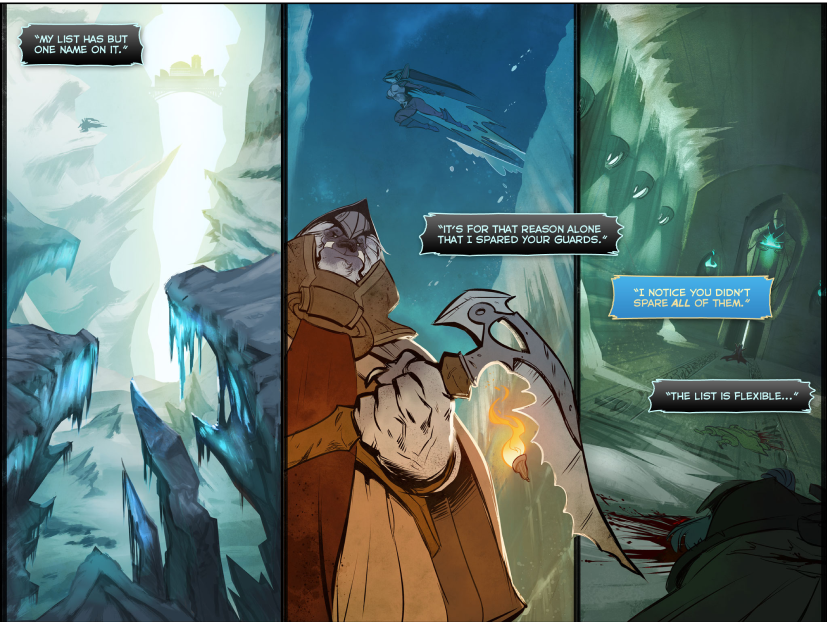 "MY LIST HAS BUT
ONE NAME ON IT."
"IT'S FOR THAT REASON ALONE
THAT I SPARED YOUR GUARDS."
"I NOTICE YOU DIDN'T
SPARE ALL OF THEM."
"THE LIST IS FLEXIBLE..."